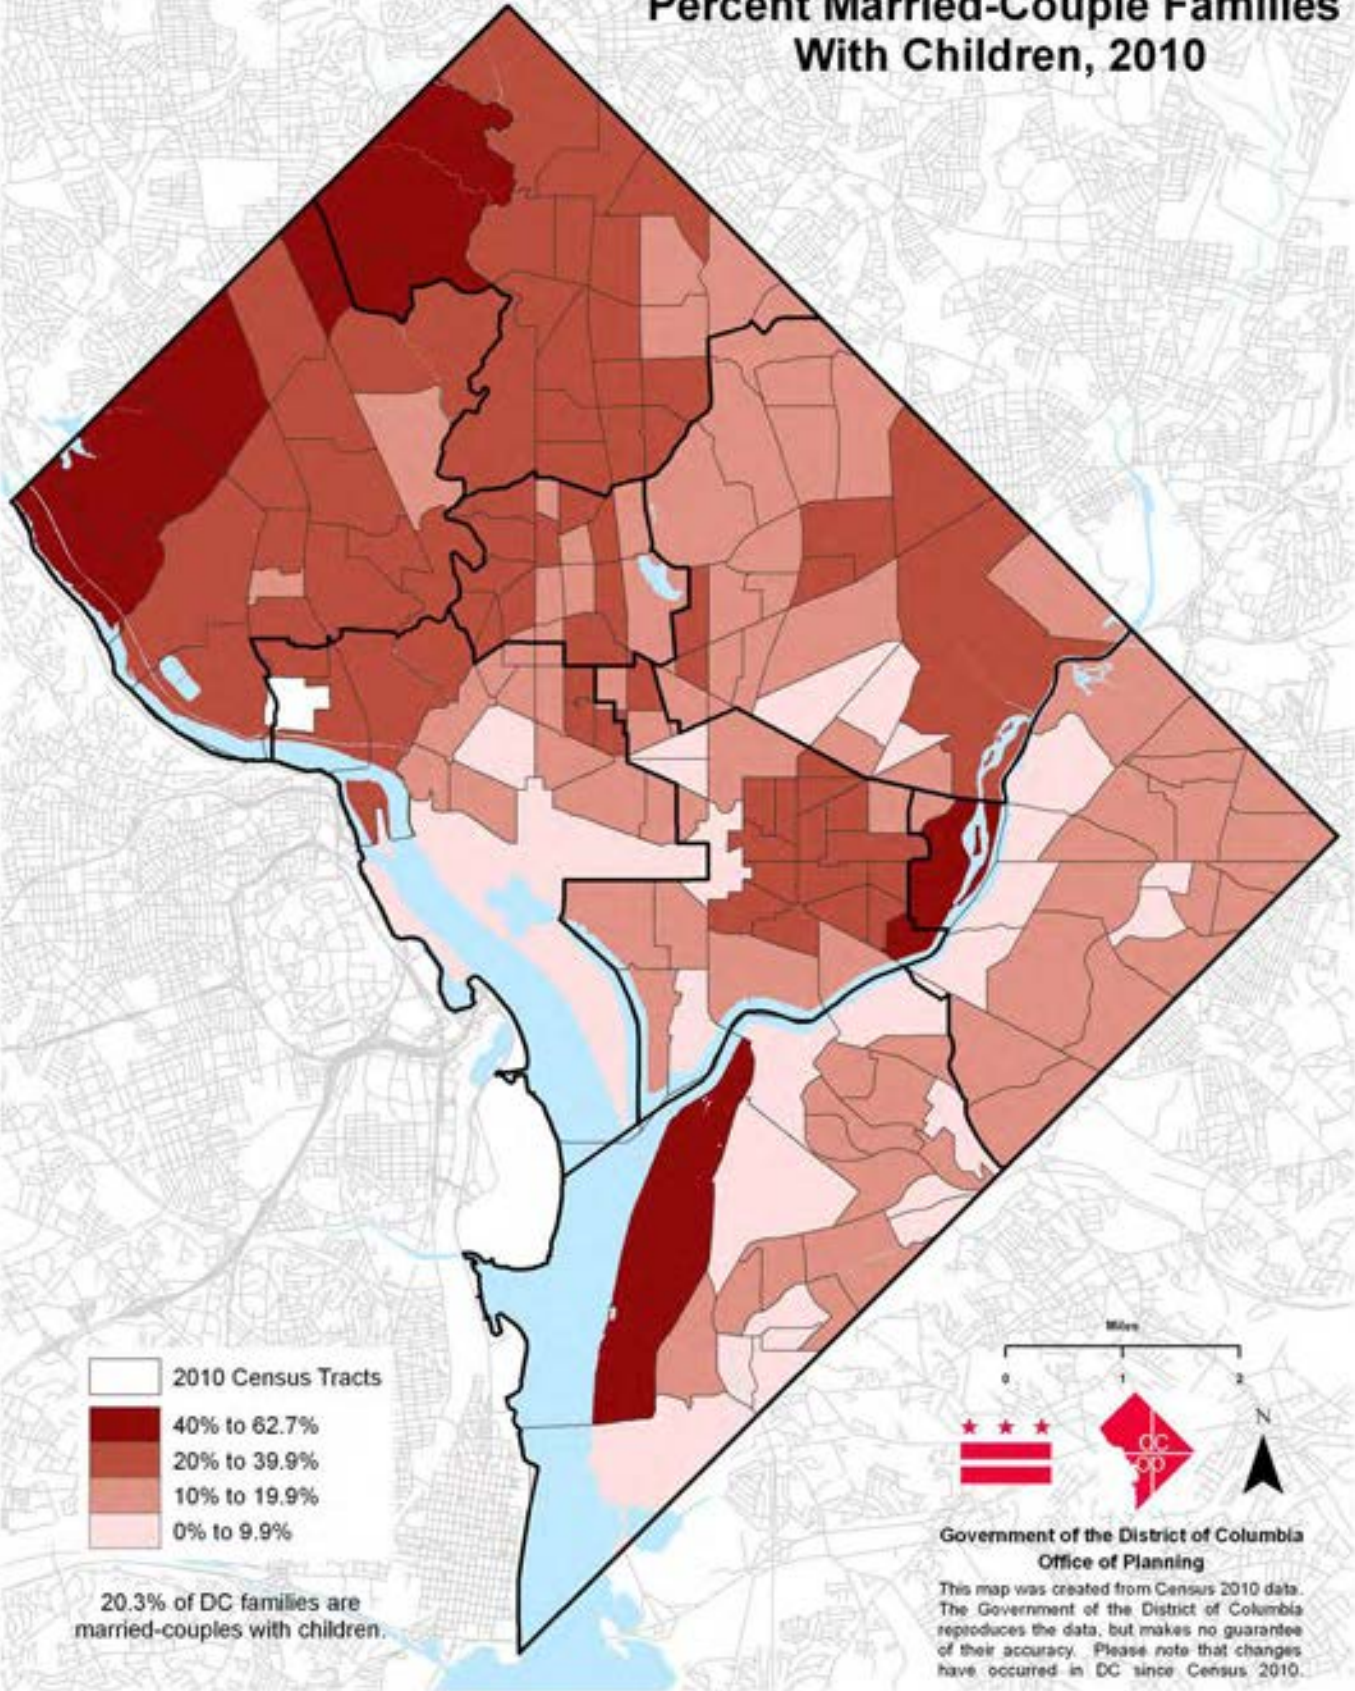 Percent Married-Couple Families
With Children, 2010
Miles
0 1 2
2010 Census Tracts
40% to 62.7%
20% to 39.9%
10% to 19.9%
0% to 9.9%
20.3% of DC families are
married-couples with children.
N
dc
op
Government of the District of Columbia
Office of Planning
This map was created from Census 2010 data.
The Government of the District of Columbia
reproduces the data, but makes no guarantee
of their accuracy. Please note that changes
have occurred in DC since Census 2010.